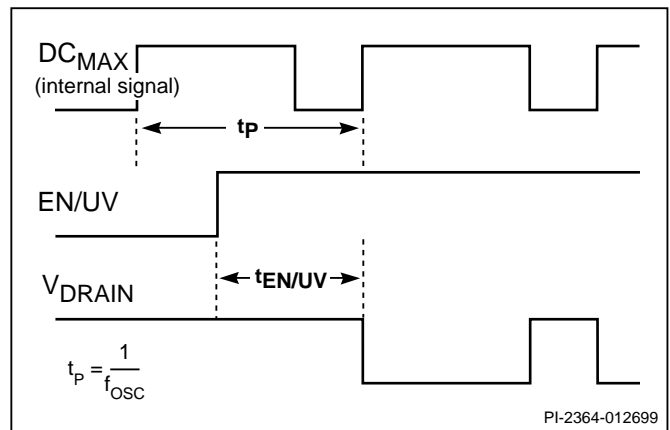 DCMAX
(internal signal)
tP
EN/UV
tEN/UV
VDRAIN
tP = 1/fOSC
PI-2364-012699